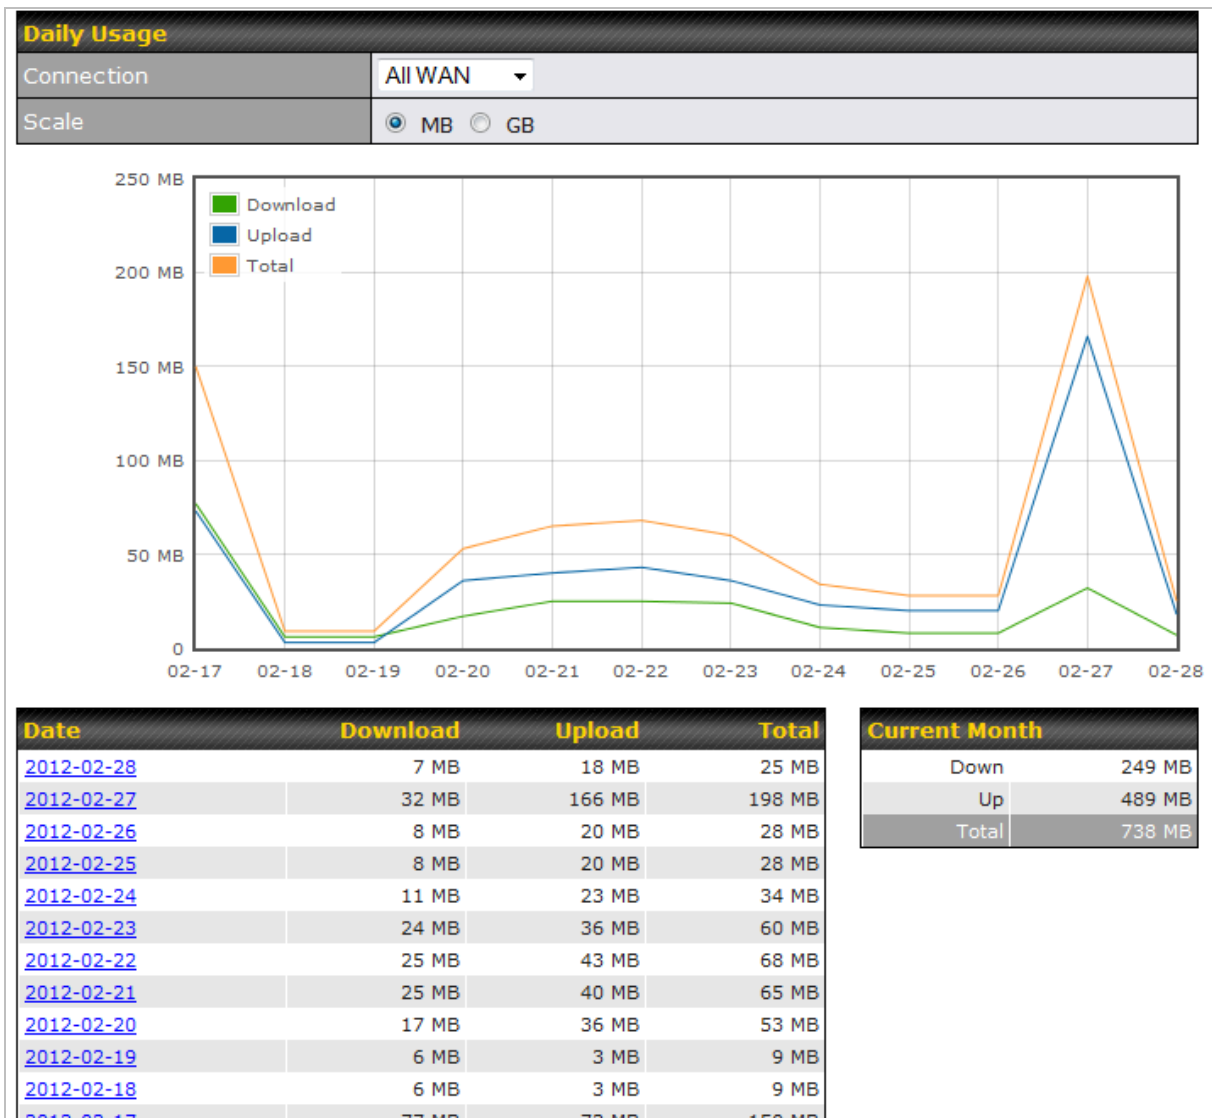 Daily Usage
Connection All WAN
Scale MB GB
250 MB
Download
Upload
200 MB Total
150 MB
100 MB
50 MB
0
02-17 02-18 02-19 02-20 02-21 02-22 02-23 02-24 02-25 02-26 02-27 02-28
Date Download Upload Total
2012-02-28 7 MB 18 MB 25 MB
2012-02-27 32 MB 166 MB 198 MB
2012-02-26 8 MB 20 MB 28 MB
2012-02-25 8 MB 20 MB 28 MB
2012-02-24 11 MB 23 MB 34 MB
2012-02-23 24 MB 36 MB 60 MB
2012-02-22 25 MB 43 MB 68 MB
2012-02-21 25 MB 40 MB 65 MB
2012-02-20 17 MB 36 MB 53 MB
2012-02-19 6 MB 3 MB 9 MB
2012-02-18 6 MB 3 MB 9 MB
Current Month
Down 249 MB
Up 489 MB
Total 738 MB